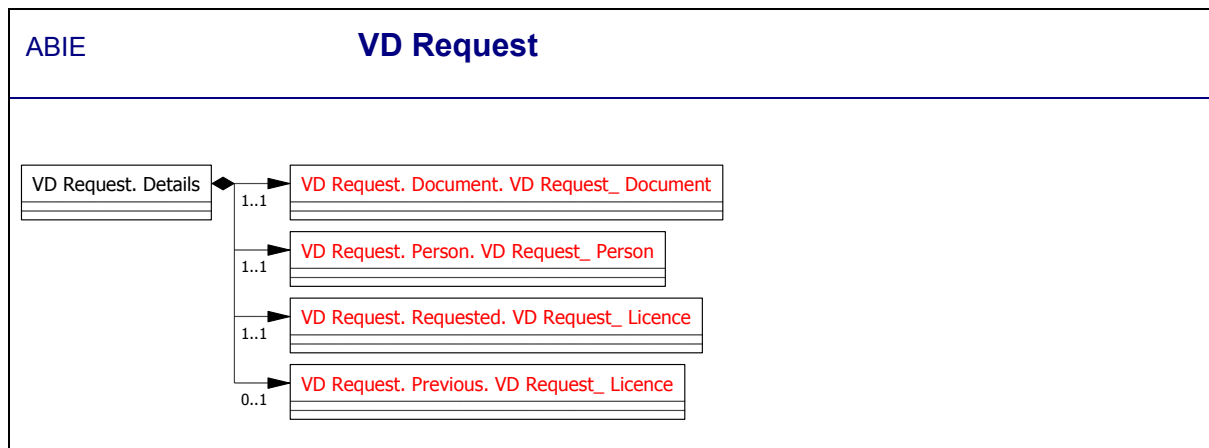 ABIE
VD Request
VD Request. Details
VD Request. Document. VD Request_ Document
1..1
VD Request. Person. VD Request_ Person
1..1
VD Request. Requested. VD Request_ Licence
1..1
VD Request. Previous. VD Request_ Licence
0..1